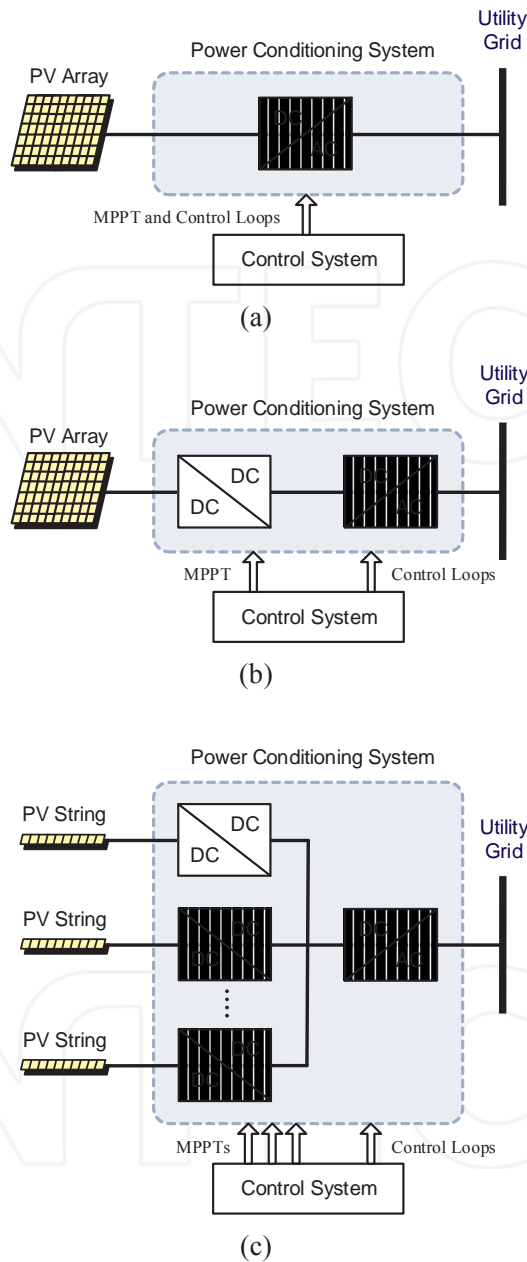 Utility
Grid
Power Conditioning System
PV Array
DC
AC
MPPT and Control Loops
Control System
(a)
Utility
Grid
Power Conditioning System
PV Array
DC
DC
DC
AC
MPPT
Control Loops
Control System
(b)
Power Conditioning System
PV String
DC
DC
Utility
Grid
PV String
DC
DC
DC
AC
PV String
DC
DC
MPPTs
Control Loops
Control System
(c)